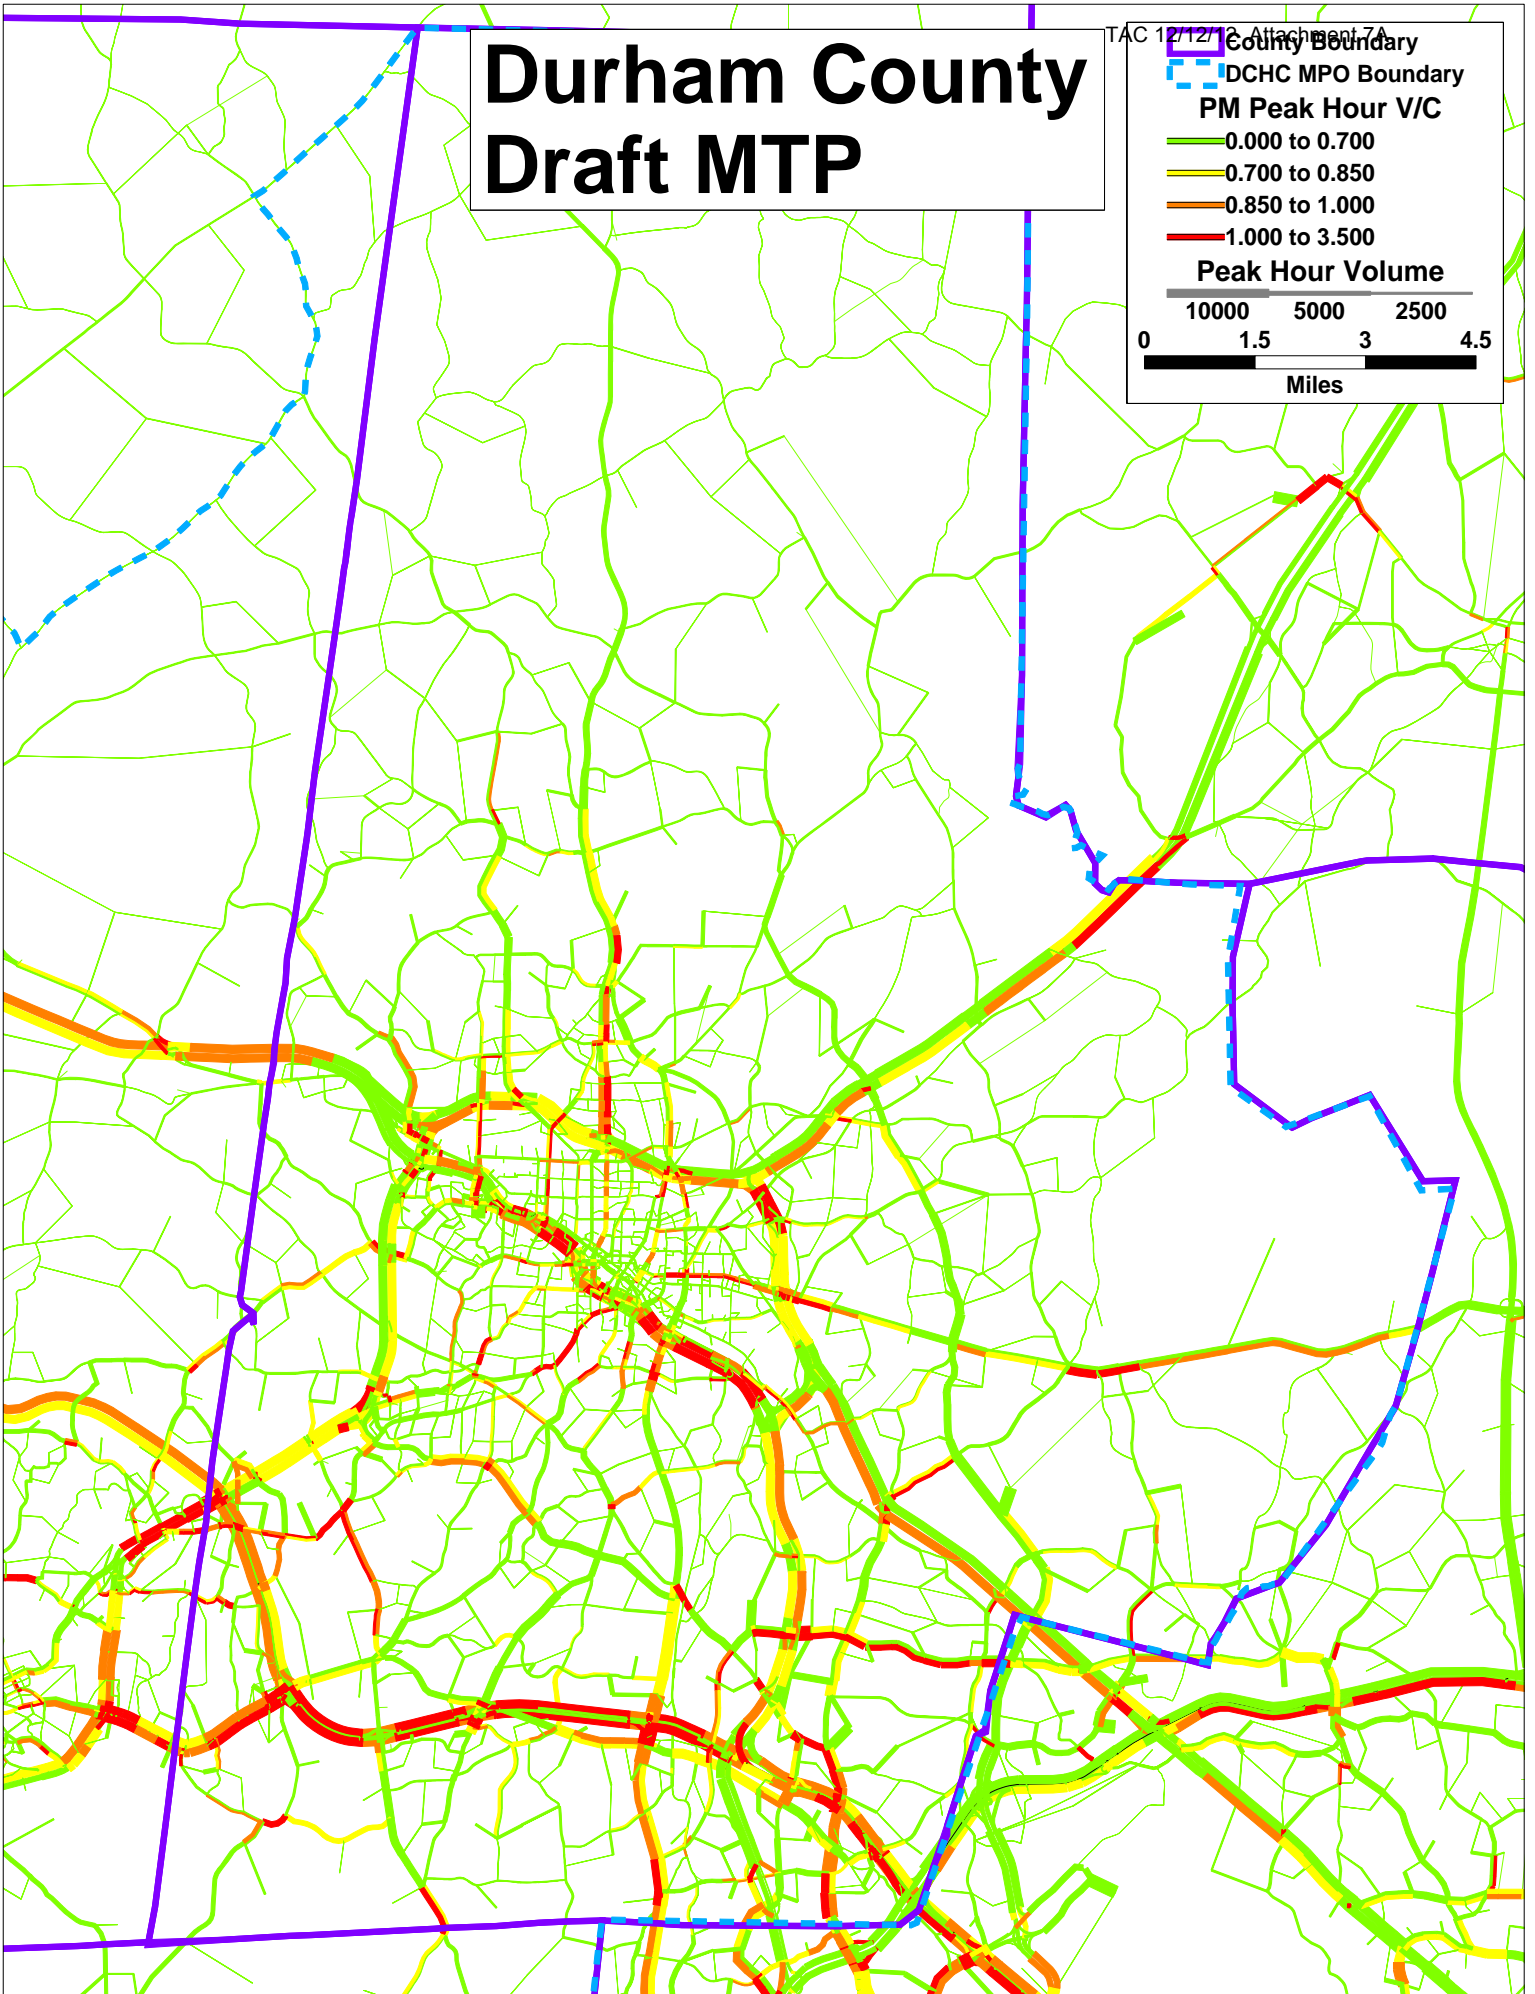 Durham County
Draft MTP
TAC 12/12/12 Attachment 7A
County Boundary
DCHC MPO Boundary
PM Peak Hour V/C
0.000 to 0.700
0.700 to 0.850
0.850 to 1.000
1.000 to 3.500
Peak Hour Volume
10000 5000 2500
0 1.5 3 4.5
Miles